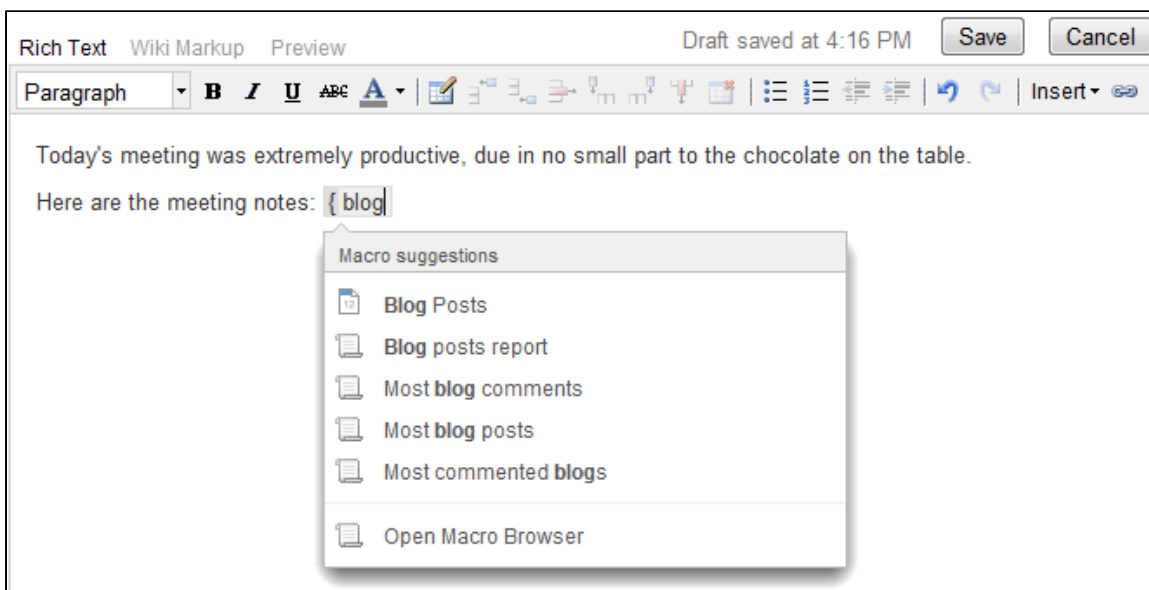 Rich Text Wiki Markup Preview Draft saved at 4:16 PM Save Cancel
Paragraph B I U ABC A Insert
Today's meeting was extremely productive, due in no small part to the chocolate on the table.
Here are the meeting notes: { blog
Macro suggestions
12 Blog Posts
Blog posts report
Most blog comments
Most blog posts
Most commented blogs
Open Macro Browser